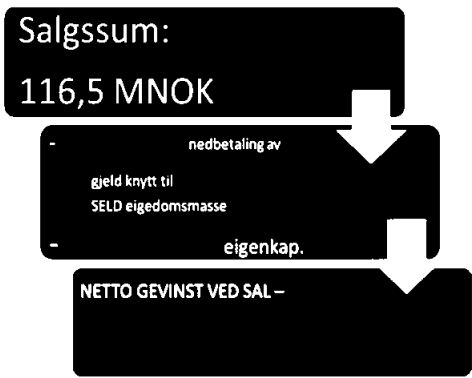 Salgssum:
116,5 MNOK
- nedbetaling av
gjeld knytt til
SELD eigedomsmasse
- eigenkap.
NETTO GEVINST VED SAL –